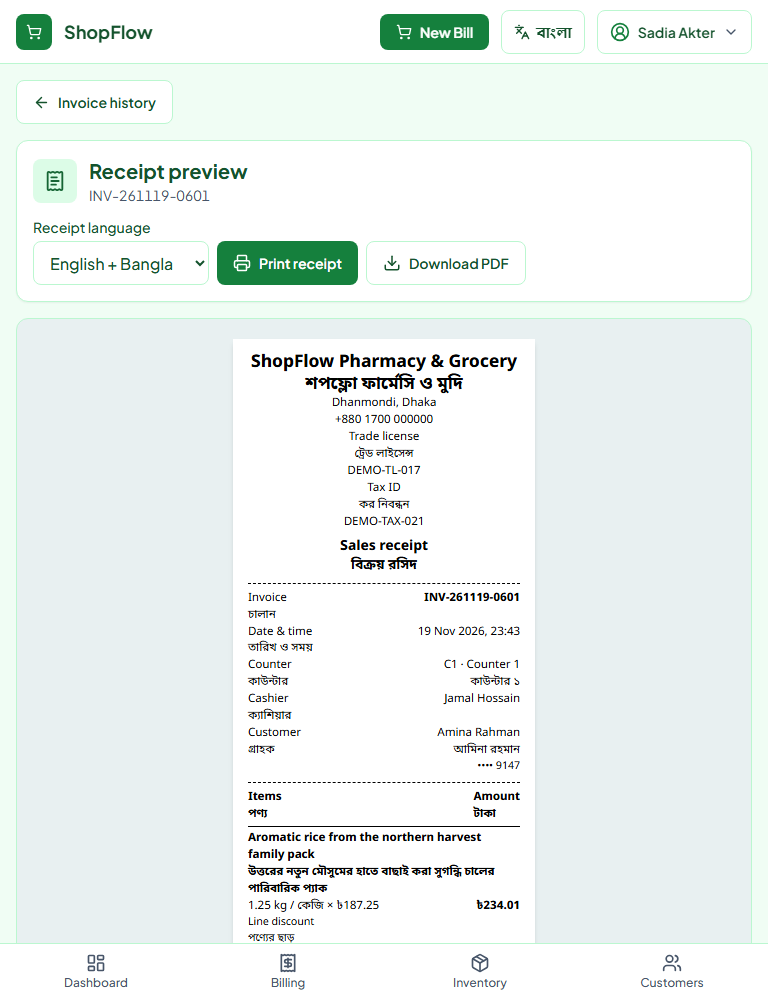 ShopFlow
New Bill
বাংলা
Sadia Akter
Invoice history
Receipt preview
INV-261119-0601
Receipt language
English + Bangla
Print receipt
Download PDF
ShopFlow Pharmacy & Grocery
শপফ্লো ফার্মেসি ও মুদি
Dhanmondi, Dhaka
+880 1700 000000
Trade license
ট্রেড লাইসেন্স
DEMO-TL-017
Tax ID
কর নিবন্ধন
DEMO-TAX-021
Sales receipt
বিক্রয় রসিদ
Invoice INV-261119-0601
চালান
Date & time 19 Nov 2026, 23:43
তারিখ ও সময়
Counter C1 · Counter 1
কাউন্টার কাউন্টার ১
Cashier Jamal Hossain
ক্যাশিয়ার
Customer Amina Rahman
গ্রাহক আমিনা রহমান
•••• 9147
Items Amount
পণ্য টাকা
Aromatic rice from the northern harvest
family pack
উত্তরের নতুন মৌসুমের হাতে বাছাই করা সুগন্ধি চালের
পারিবারিক প্যাক
1.25 kg / কেজি × ৳187.25 ৳234.01
Line discount
পণ্যের ছাড়
Dashboard
Billing
Inventory
Customers